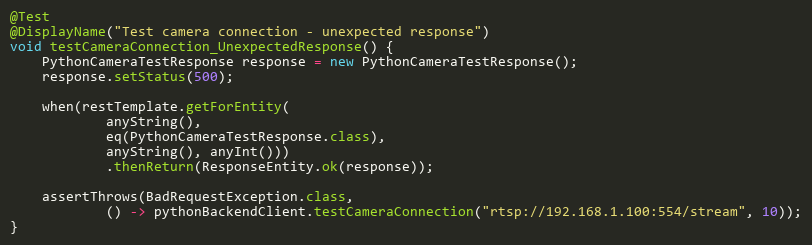 @Test
@DisplayName("Test camera connection - unexpected response")
void testCameraConnection_UnexpectedResponse() {
    PythonCameraTestResponse response = new PythonCameraTestResponse();
    response.setStatus(500);

    when(restTemplate.getForEntity(
            anyString(),
            eq(PythonCameraTestResponse.class),
            anyString(), anyInt()))
            .thenReturn(ResponseEntity.ok(response));

    assertThrows(BadRequestException.class,
            () -> pythonBackendClient.testCameraConnection("rtsp://192.168.1.100:554/stream", 10));
}